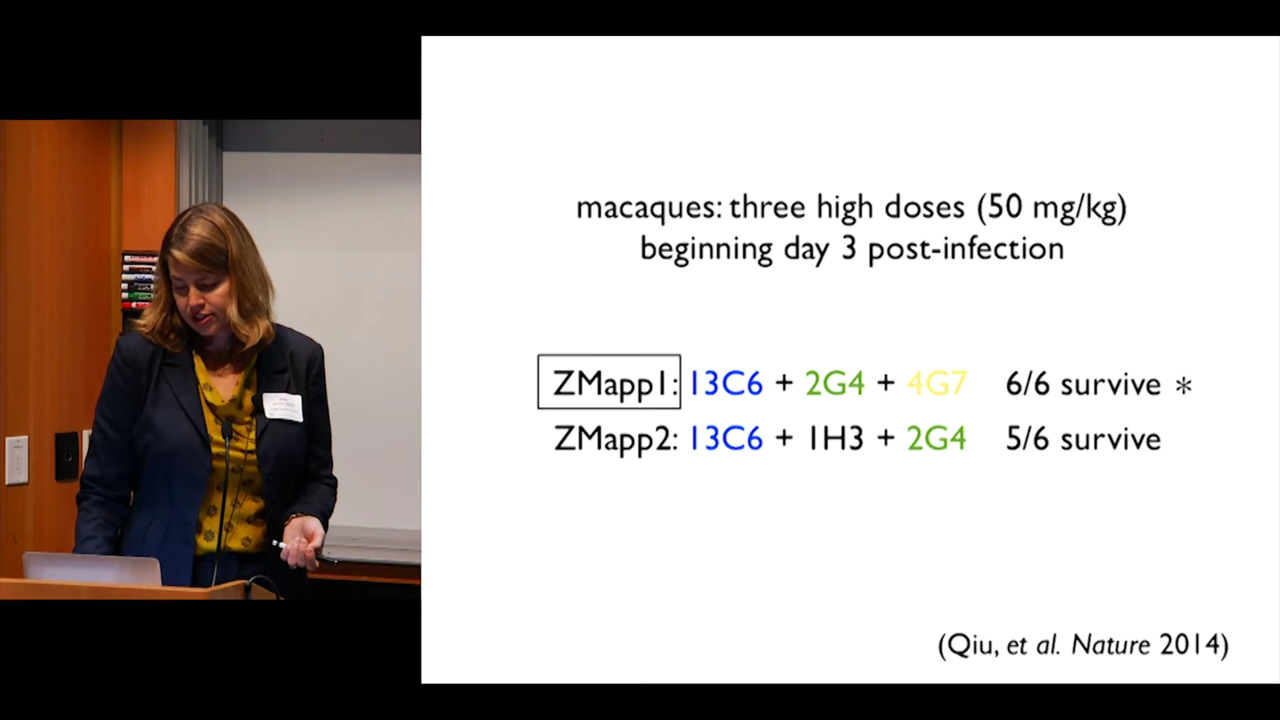 macaques: three high doses (50 mg/kg)
beginning day 3 post-infection
ZMapp1: 13C6 + 2G4 + 4G7 6/6 survive *
ZMapp2: 13C6 + 1H3 + 2G4 5/6 survive
(Qiu, et al. Nature 2014)